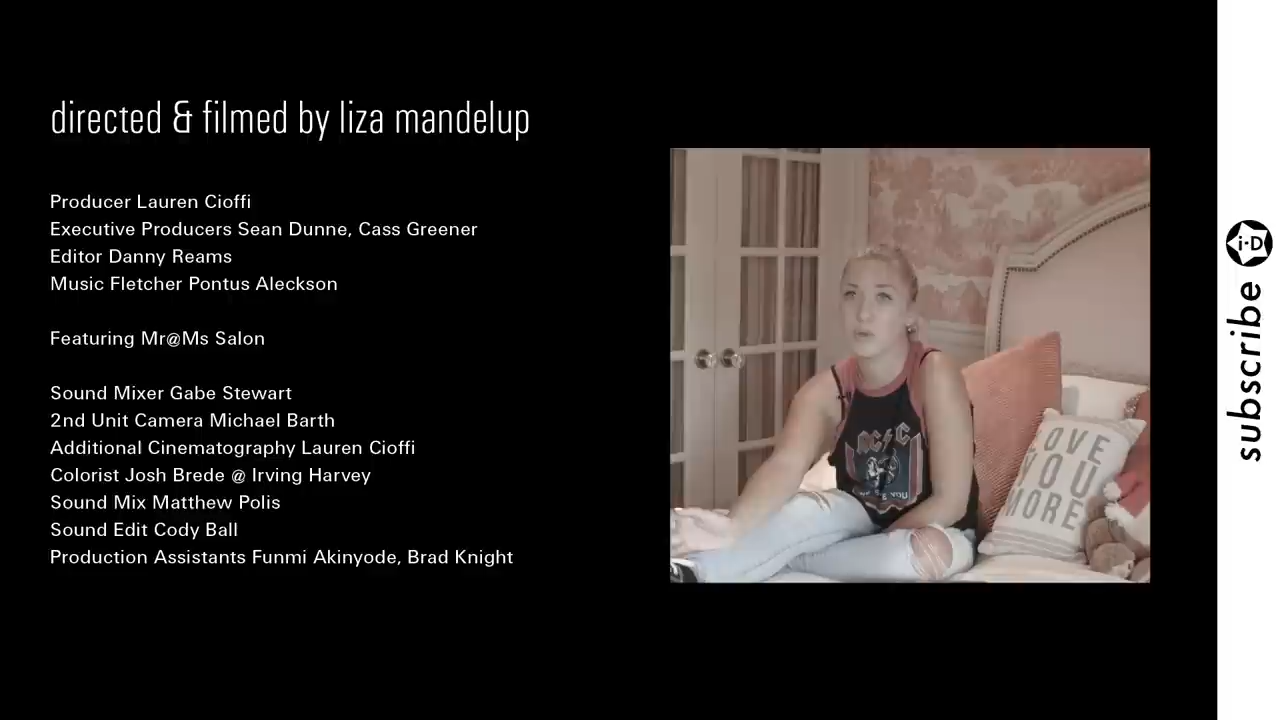 directed & filmed by liza mandelup
Producer Lauren Cioffi
Executive Producers Sean Dunne, Cass Greener
Editor Danny Reams
Music Fletcher Pontus Aleckson
Featuring Mr@Ms Salon
Sound Mixer Gabe Stewart
2nd Unit Camera Michael Barth
Additional Cinematography Lauren Cioffi
Colorist Josh Brede @ Irving Harvey
Sound Mix Matthew Polis
Sound Edit Cody Ball
Production Assistants Funmi Akinyode, Brad Knight
AC/DC
YOU
OVE
YOU
MORE
i-D
subscribe